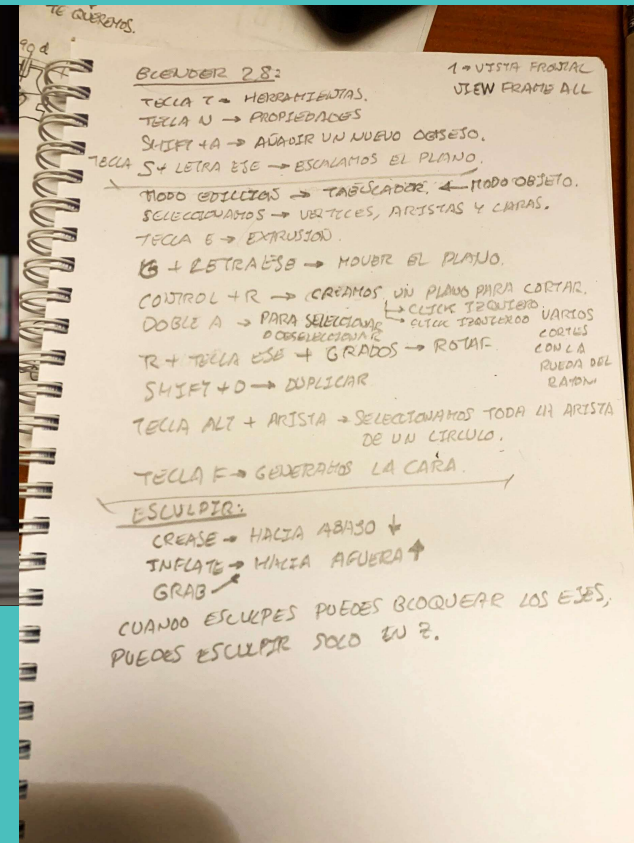 TE QUEREMOS.
BLENDER 2.8:
1 → VISTA FRONTAL
VIEW FRAME ALL
TECLA T → HERRAMIENTAS.
TECLA N → PROPIEDADES
SHIFT + A → AÑADIR UN NUEVO OBJEJO.
TECLA S + LETRA EJE → ESCALAMOS EL PLANO.
MODO EDICCION → TABULADOR. ← MODO OBJETO.
SELECCIONAMOS → VERTICES, ARISTAS Y CARAS.
TECLA E → EXTRUSION.
G + LETRA EJE → MOVER EL PLANO.
CONTROL + R → CREAMOS UN PLANO PARA CORTAR.
↳ CLICK IZQUIERO.
↳ CLICK IZQUIERDO VARIOS CORTES CON LA RUEDA DEL RATON
DOBLE A → PARA SELECCIONAR O DESELECCIONAR
R + TECLA EJE + GRADOS → ROTAR
SHIFT + D → DUPLICAR
TECLA ALT + ARISTA → SELECCIONAMOS TODA LA ARISTA
DE UN CIRCULO.
TECLA F → GENERAMOS LA CARA.
ESCULPIR:
CREASE → HACIA ABAJO ↓
INFLATE → HACIA AFUERA ↑
GRAB ↗
CUANDO ESCULPES PUEDES BLOQUEAR LOS EJES,
PUEDES ESCULPIR SOLO EN Z.